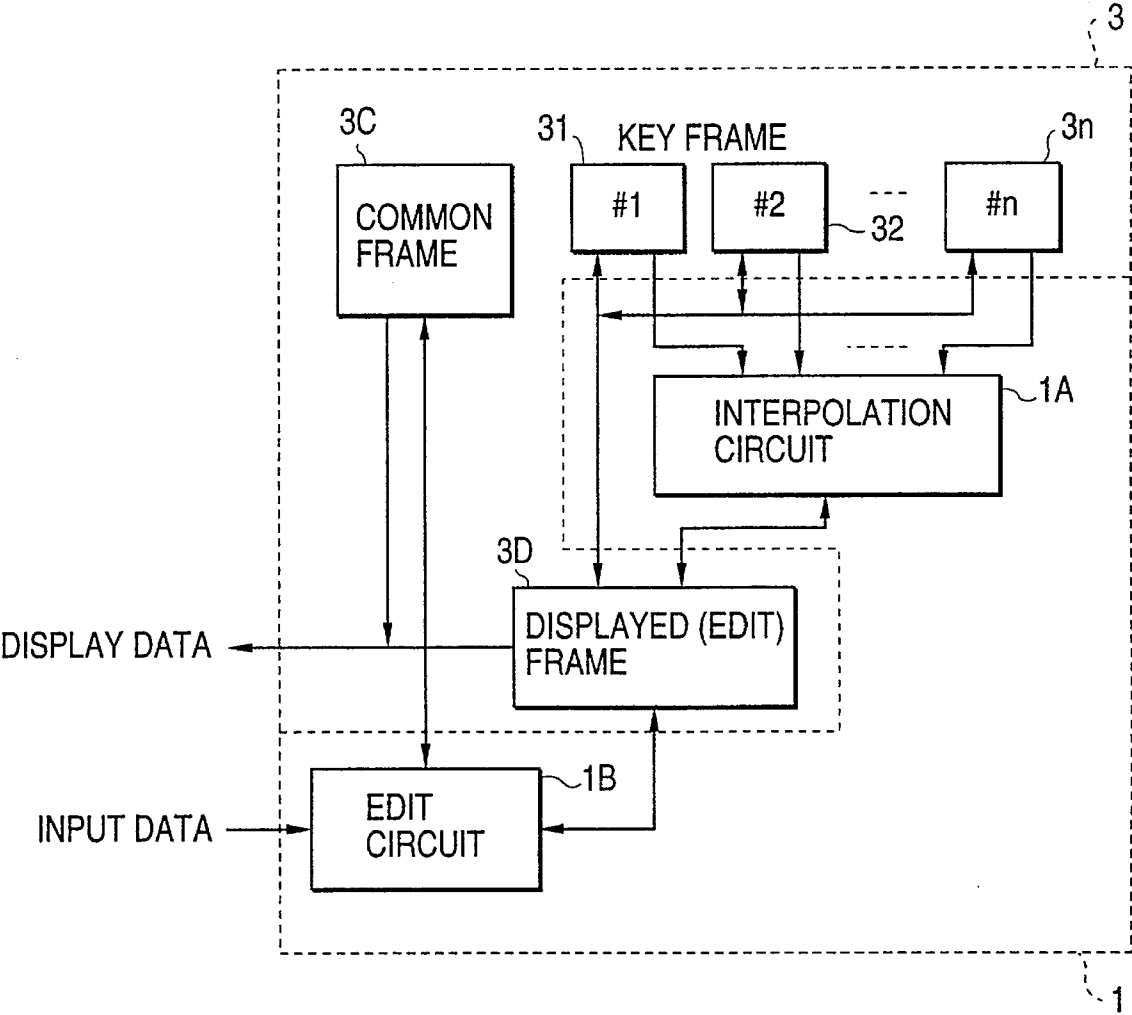 3
3C
31
KEY FRAME
3n
COMMON
FRAME
#1
#2
#n
32
1A
INTERPOLATION
CIRCUIT
3D
DISPLAYED (EDIT)
FRAME
DISPLAY DATA
1B
EDIT
CIRCUIT
INPUT DATA
1